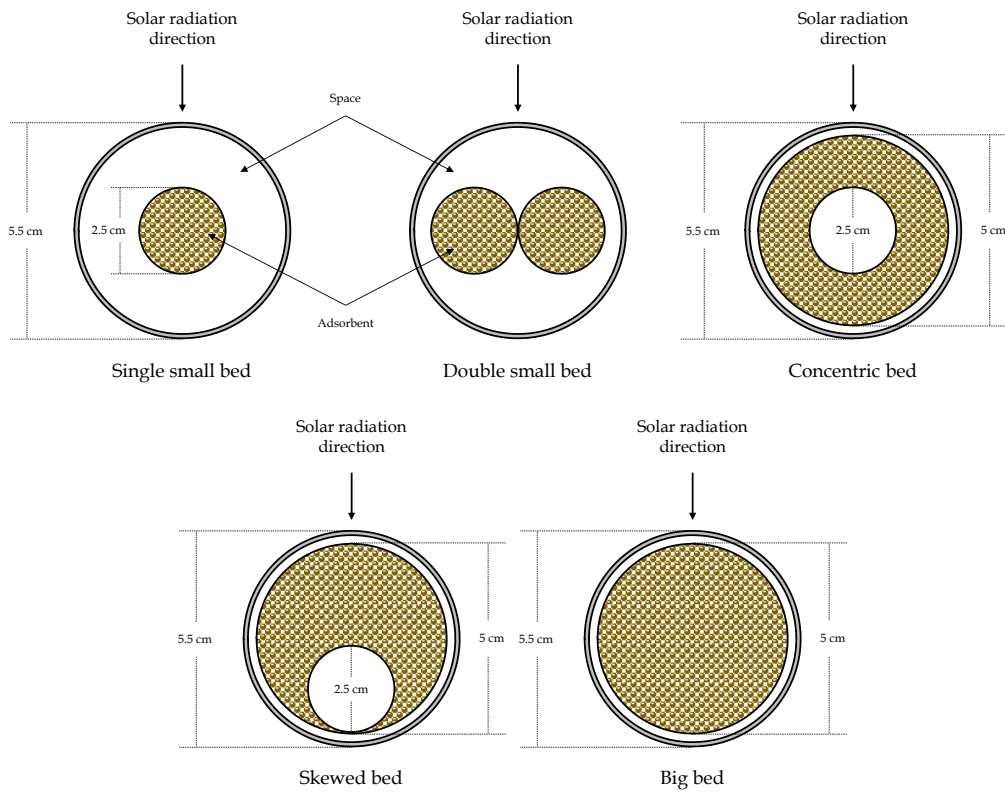 Solar radiation
direction
Solar radiation
direction
Solar radiation
direction
Space
5.5 cm
2.5 cm
Adsorbent
5.5 cm
2.5 cm
5 cm
Single small bed
Double small bed
Concentric bed
Solar radiation
direction
Solar radiation
direction
5.5 cm
2.5 cm
5 cm
5.5 cm
5 cm
Skewed bed
Big bed